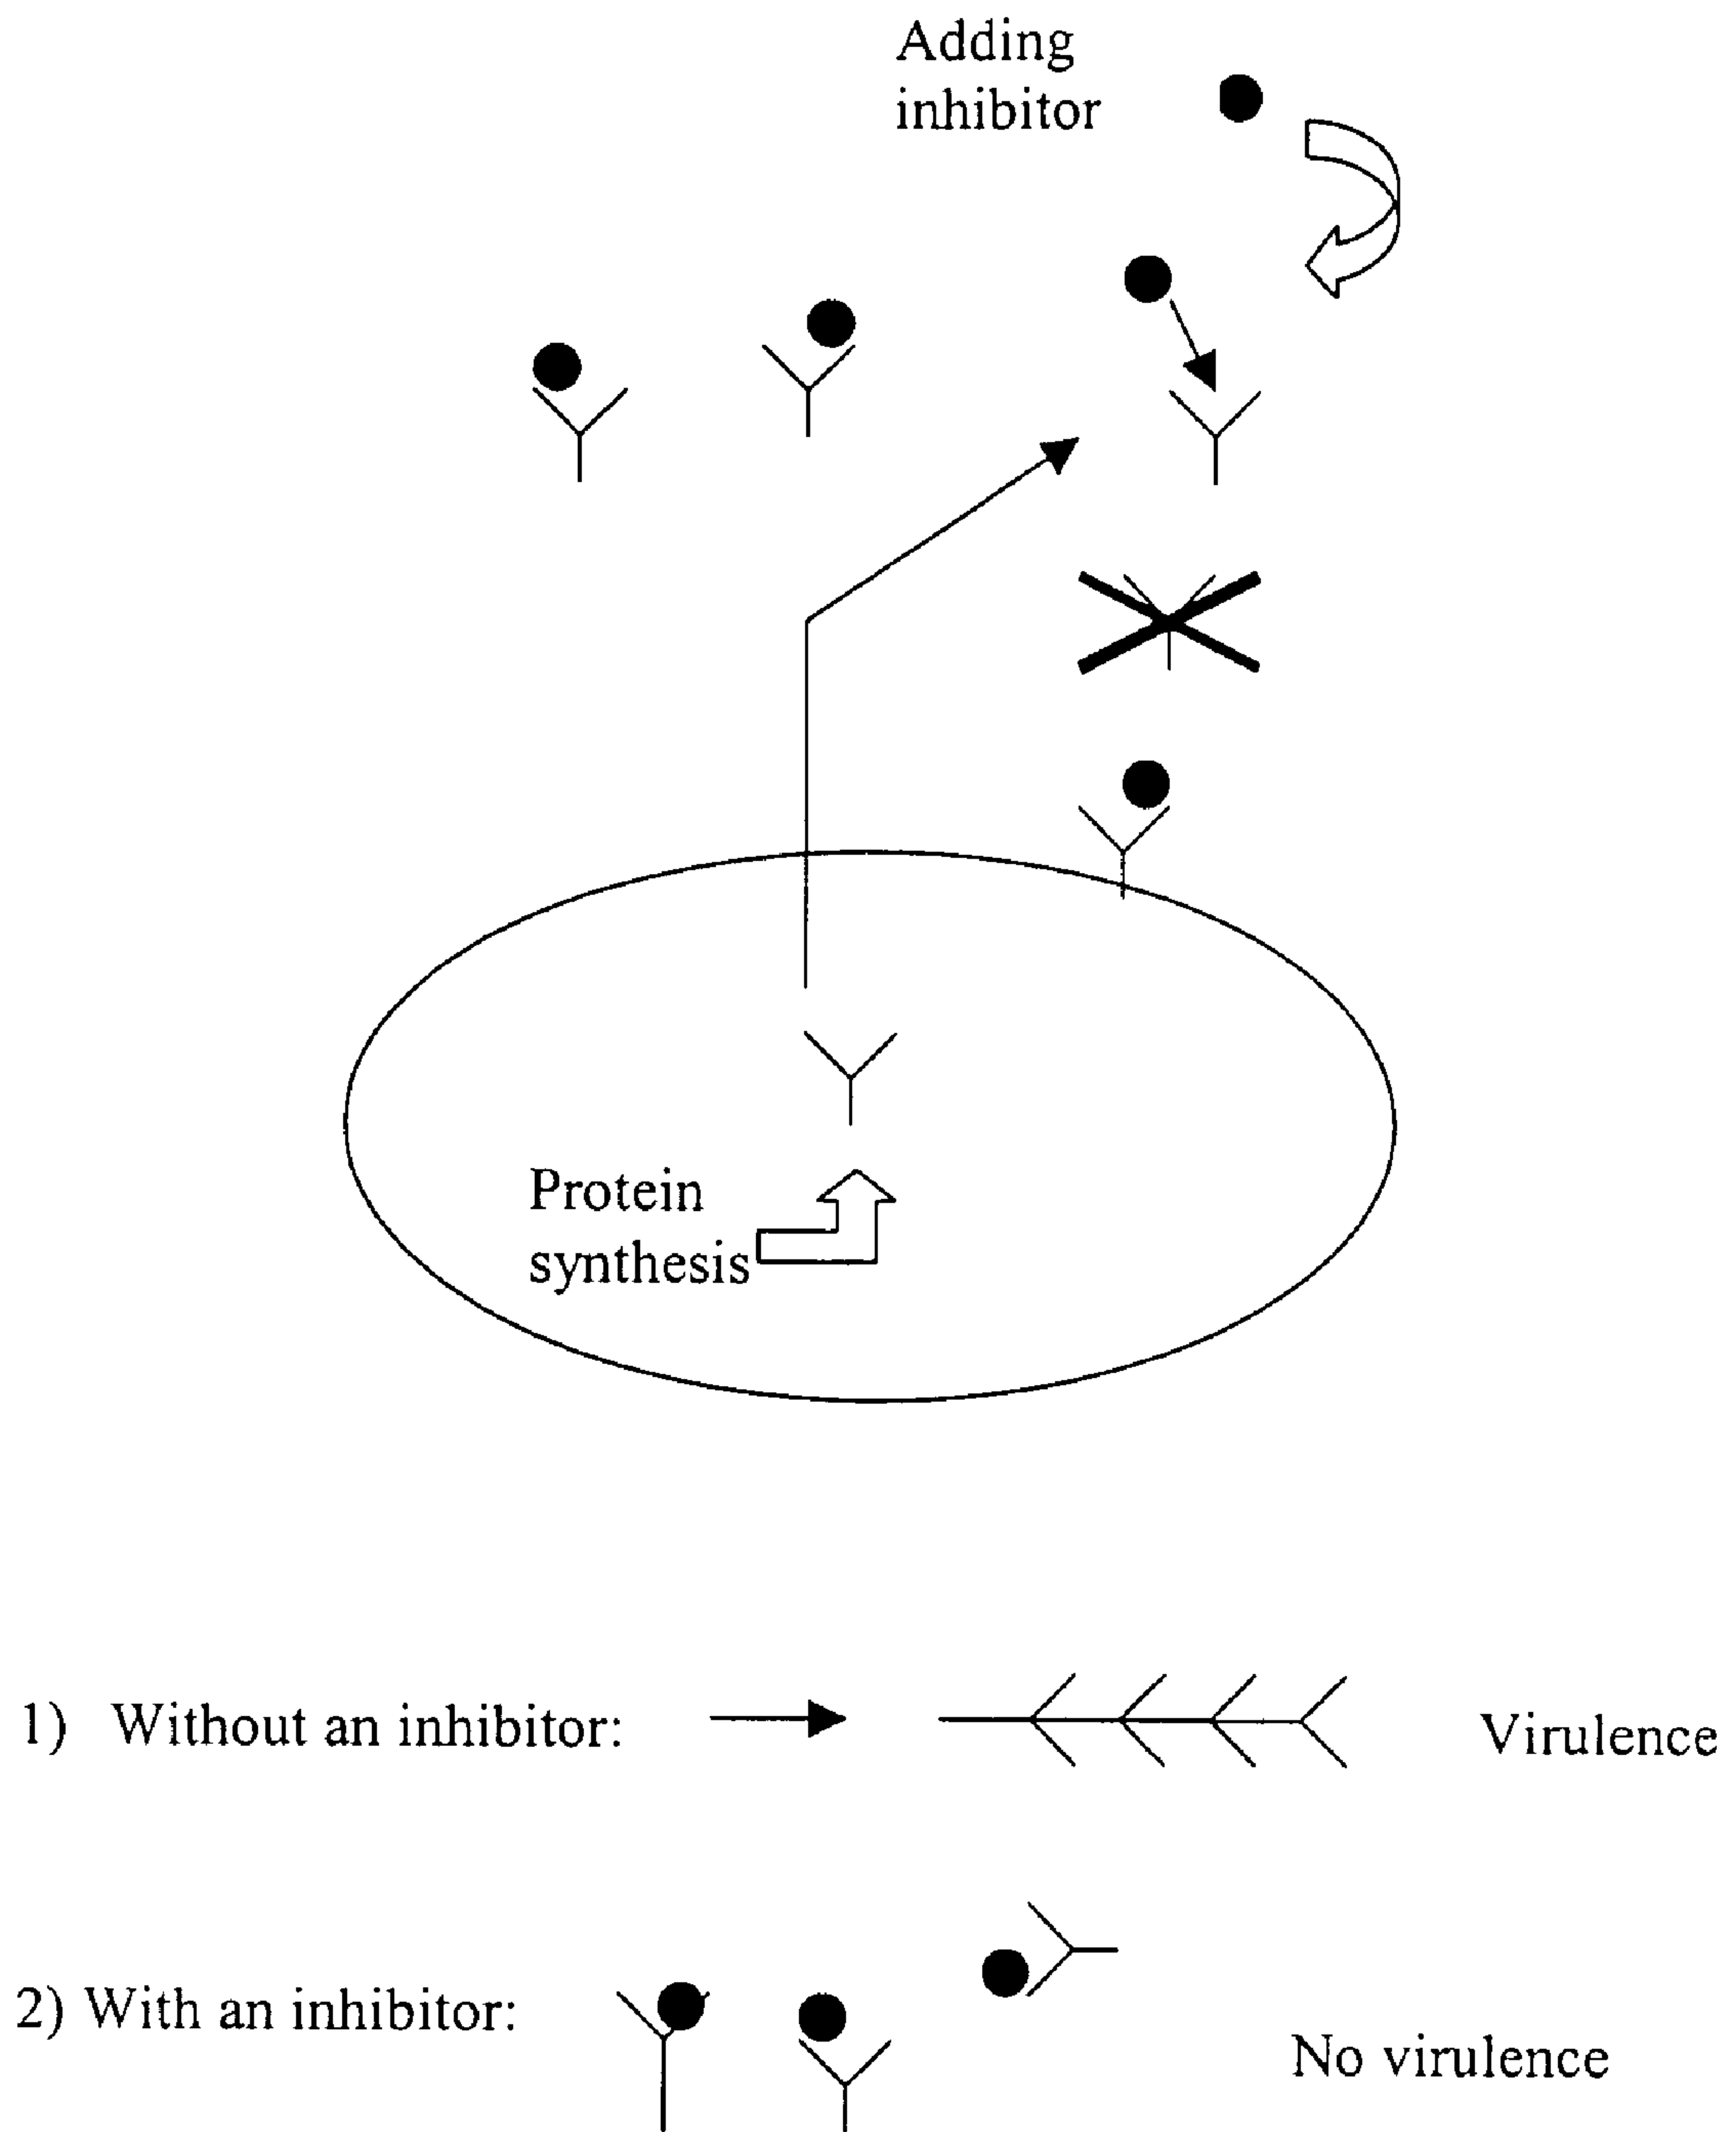 Adding
inhibitor
Protein
synthesis
1) Without an inhibitor:
Virulence
2) With an inhibitor:
No virulence